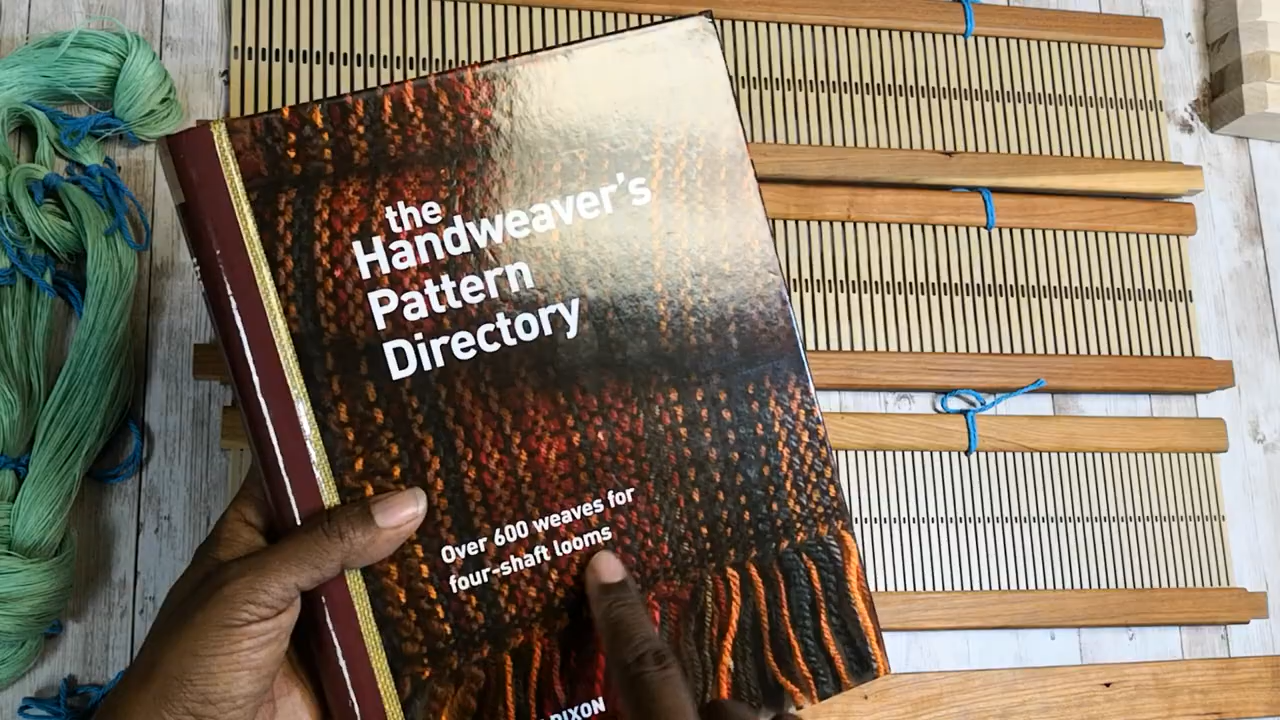 the
Handweaver's
Pattern
Directory
Over 600 weaves for
four-shaft looms
DIXON